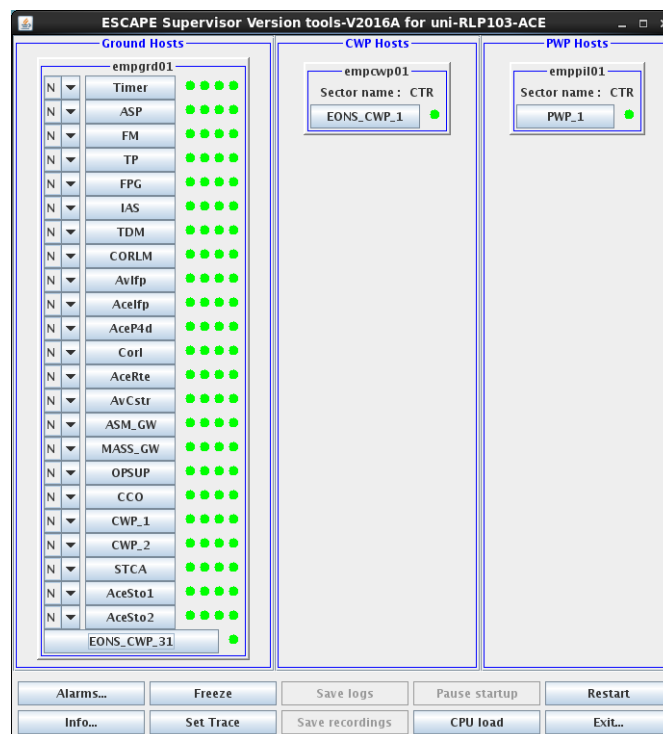 ESCAPE Supervisor Version tools-V2016A for uni-RLP103-ACE
Ground Hosts
empgrd01
N Timer
N ASP
N FM
N TP
N FPG
N IAS
N TDM
N CORLM
N AvIfp
N AceIfp
N AceP4d
N Corl
N AceRte
N AvCstr
N ASM_GW
N MASS_GW
N OPSUP
N CCO
N CWP_1
N CWP_2
N STCA
N AceSto1
N AceSto2
EONS_CWP_31
CWP Hosts
empcwp01
Sector name : CTR
EONS_CWP_1
PWP Hosts
emppil01
Sector name : CTR
PWP_1
Alarms... Freeze Save logs Pause startup Restart
Info... Set Trace Save recordings CPU load Exit...